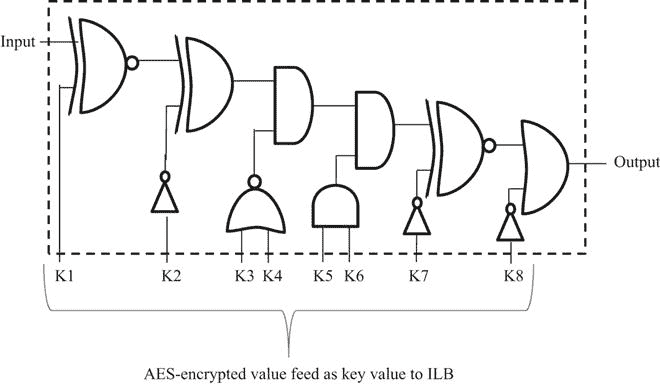 Input
Output
K1 K2 K3 K4 K5 K6 K7 K8
AES-encrypted value feed as key value to ILB